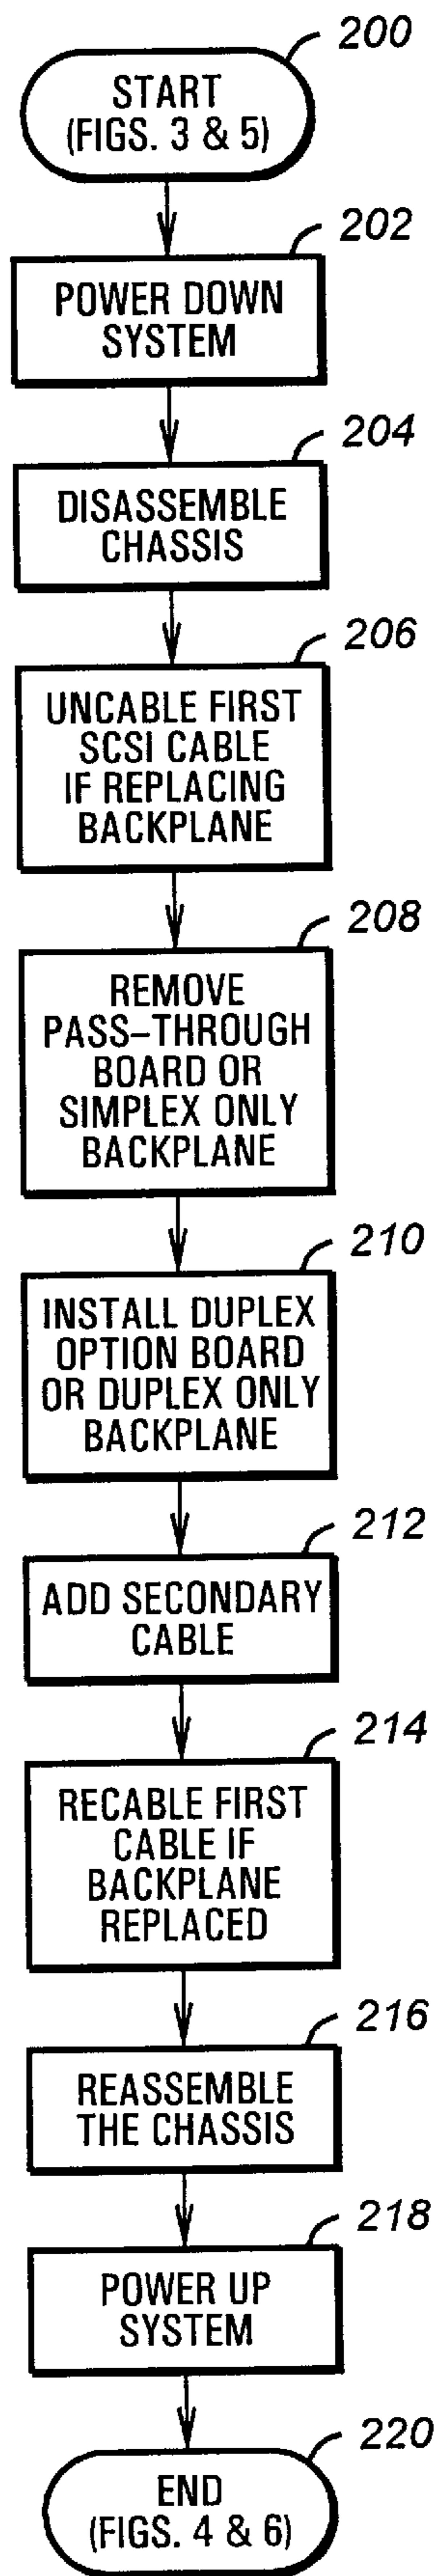 200
START
(FIGS. 3 & 5)
202
POWER DOWN
SYSTEM
204
DISASSEMBLE
CHASSIS
206
UNCABLE FIRST
SCSI CABLE
IF REPLACING
BACKPLANE
208
REMOVE
PASS-THROUGH
BOARD OR
SIMPLEX ONLY
BACKPLANE
210
INSTALL DUPLEX
OPTION BOARD
OR DUPLEX ONLY
BACKPLANE
212
ADD SECONDARY
CABLE
214
RECABLE FIRST
CABLE IF
BACKPLANE
REPLACED
216
REASSEMBLE
THE CHASSIS
218
POWER UP
SYSTEM
220
END
(FIGS. 4 & 6)